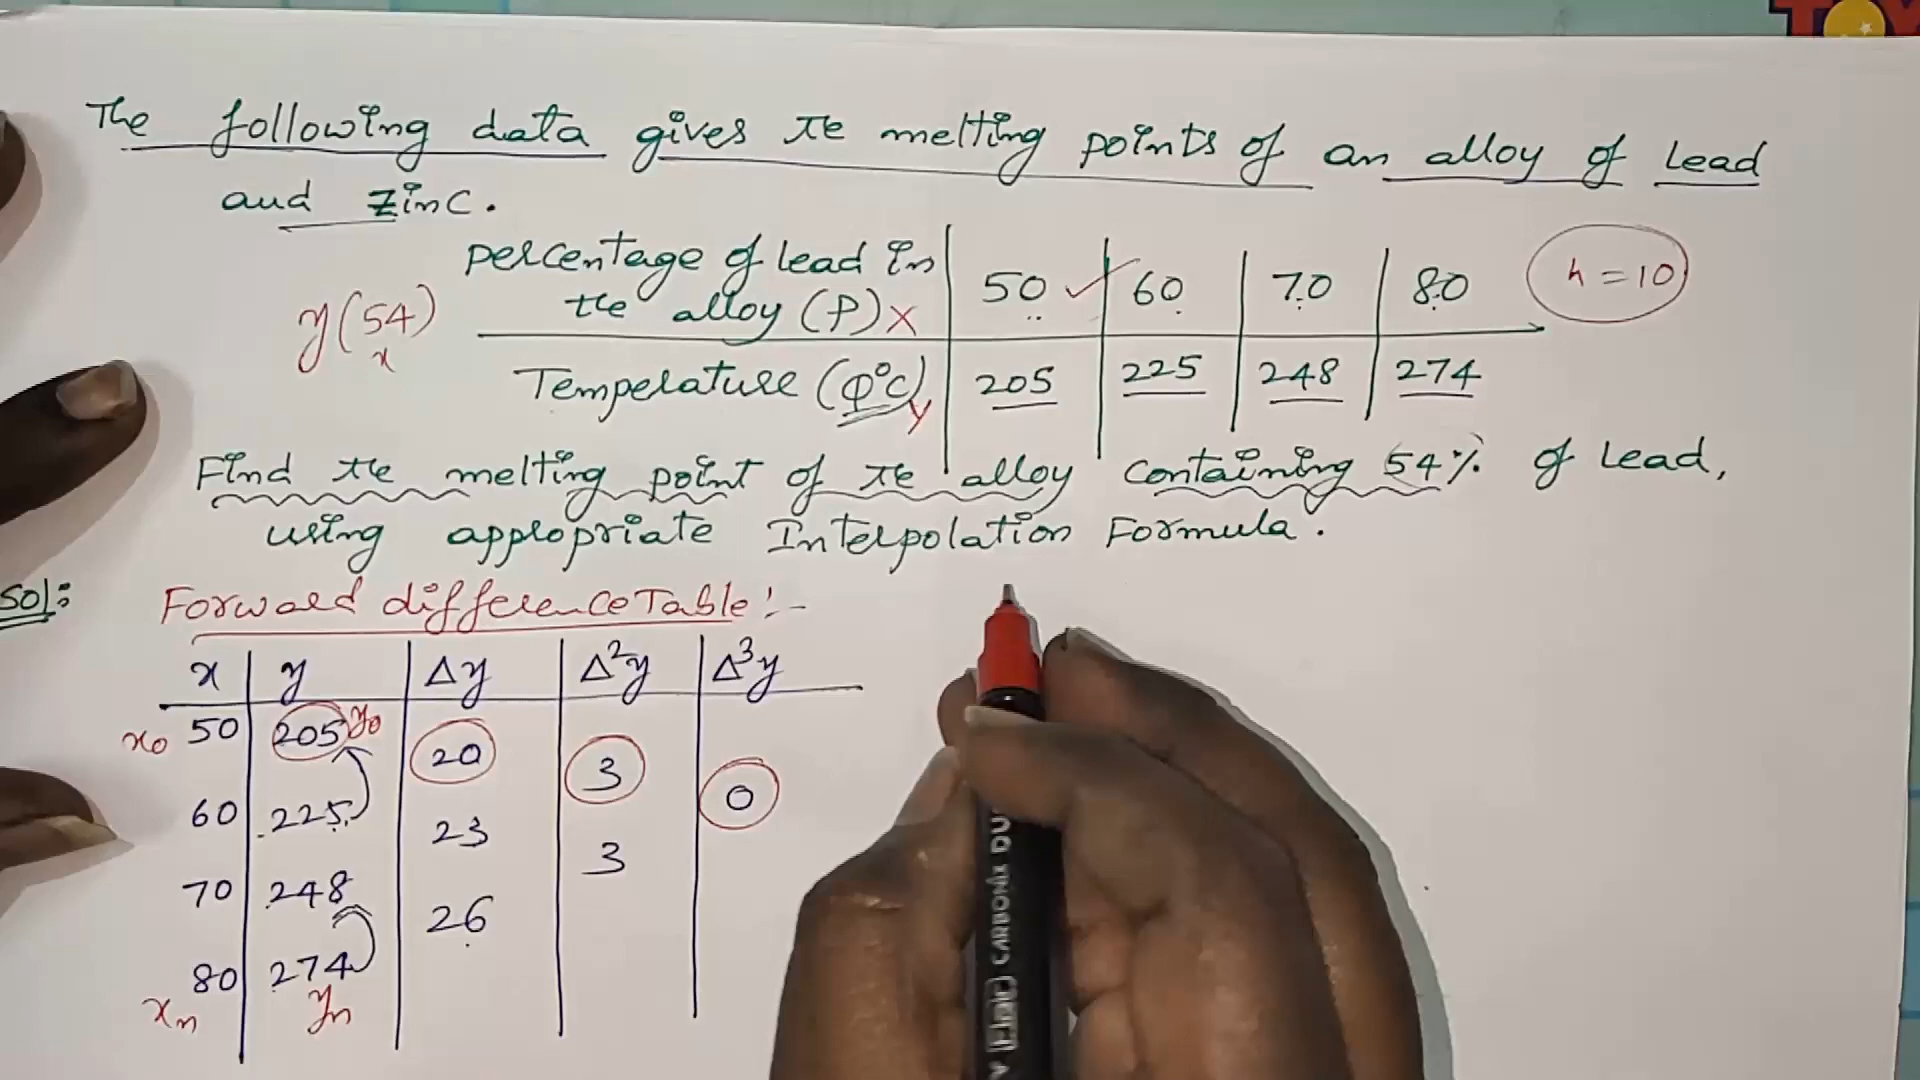 The following data gives the melting points of an alloy of Lead
and Zinc.
percentage of lead in the alloy (P) X | 50 ✓ | 60 | 70 | 80
h = 10
y(54)
x
Temperature (φ°C) y | 205 | 225 | 248 | 274
Find the melting point of the alloy containing 54% of Lead,
using appropriate Interpolation Formula.
Sol: Forward difference Table:-
x | y | Δy | Δ²y | Δ³y
x₀ 50 | 205 y₀ | 20 | 3 | 0
60 | 225 | 23 | 3
70 | 248 | 26
80 | 274
xₙ yₙ
CARBONIX DU